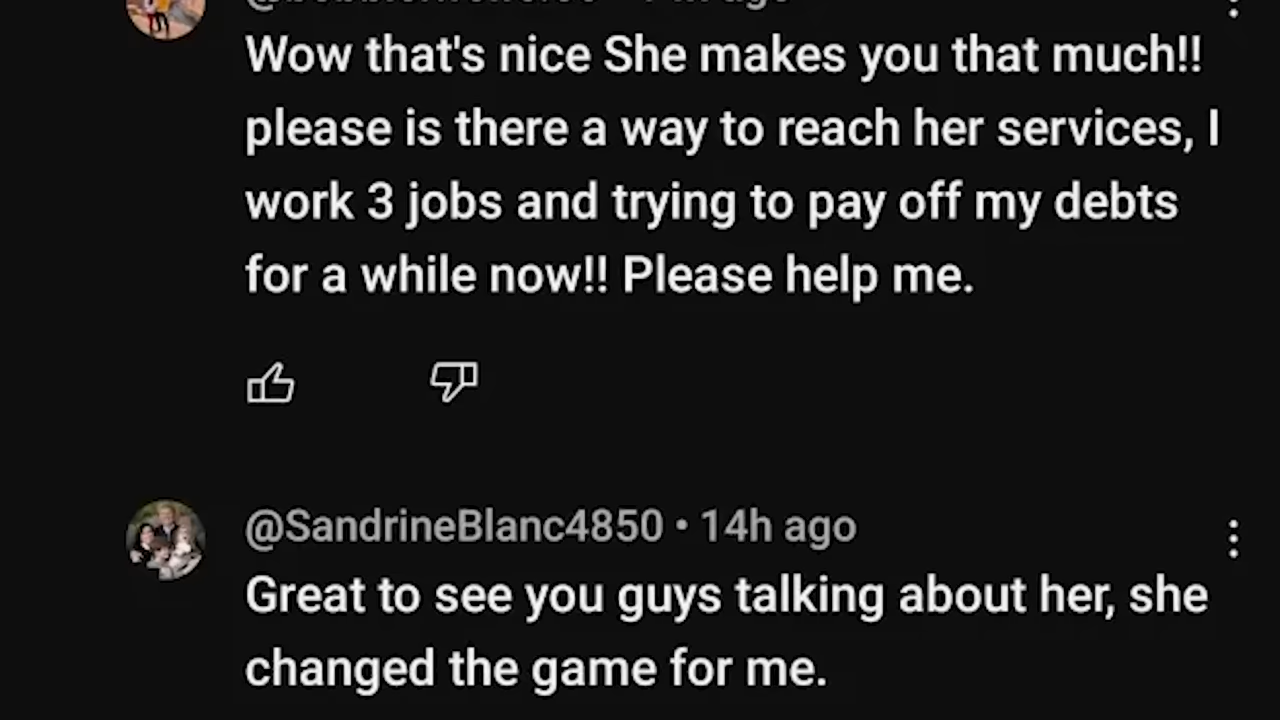 Wow that's nice She makes you that much!!
please is there a way to reach her services, I
work 3 jobs and trying to pay off my debts
for a while now!! Please help me.
@SandrineBlanc4850 • 14h ago
Great to see you guys talking about her, she
changed the game for me.